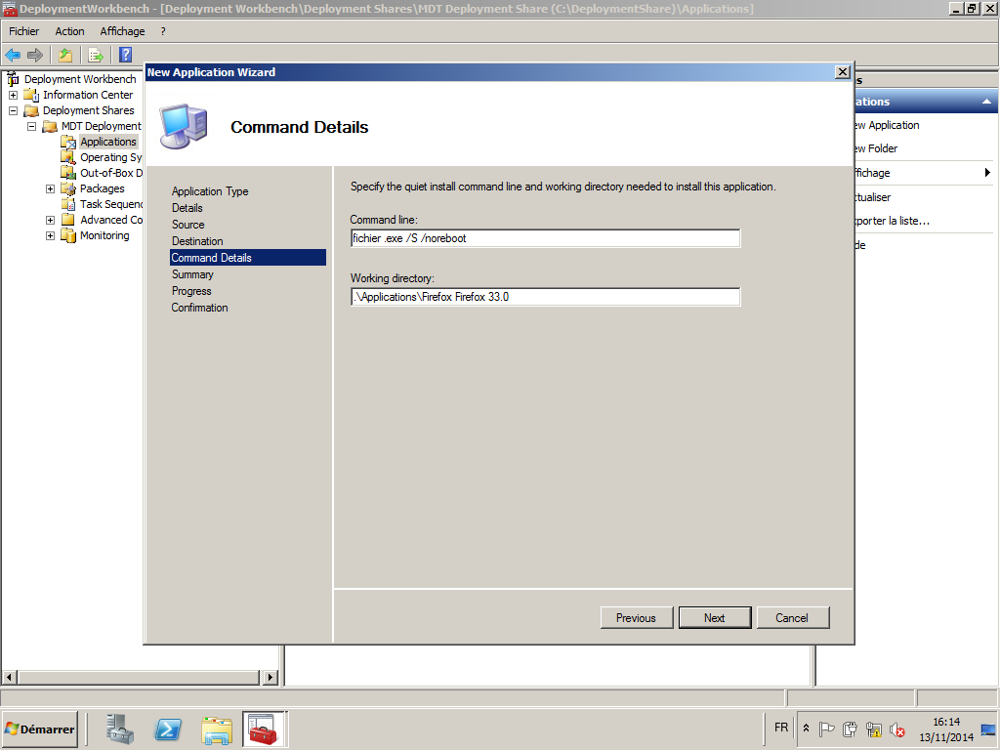 DeploymentWorkbench - [Deployment Workbench\Deployment Shares\MDT Deployment Share (C:\DeploymentShare)\Applications]
Fichier Action Affichage ?
New Application Wizard
Command Details
Deployment Workbench
Information Center
Deployment Shares
MDT Deployment
Applications
Operating Sy
Out-of-Box D
Packages
Task Sequenc
Advanced Co
Monitoring
Application Type
Details
Source
Destination
Command Details
Summary
Progress
Confirmation
Specify the quiet install command line and working directory needed to install this application.
Command line:
fichier .exe /S /noreboot
Working directory:
.\Applications\Firefox Firefox 33.0
Previous Next Cancel
s
ations
ew Application
ew Folder
ffichage
ctualiser
xporter la liste...
de
Démarrer
FR
16:14
13/11/2014